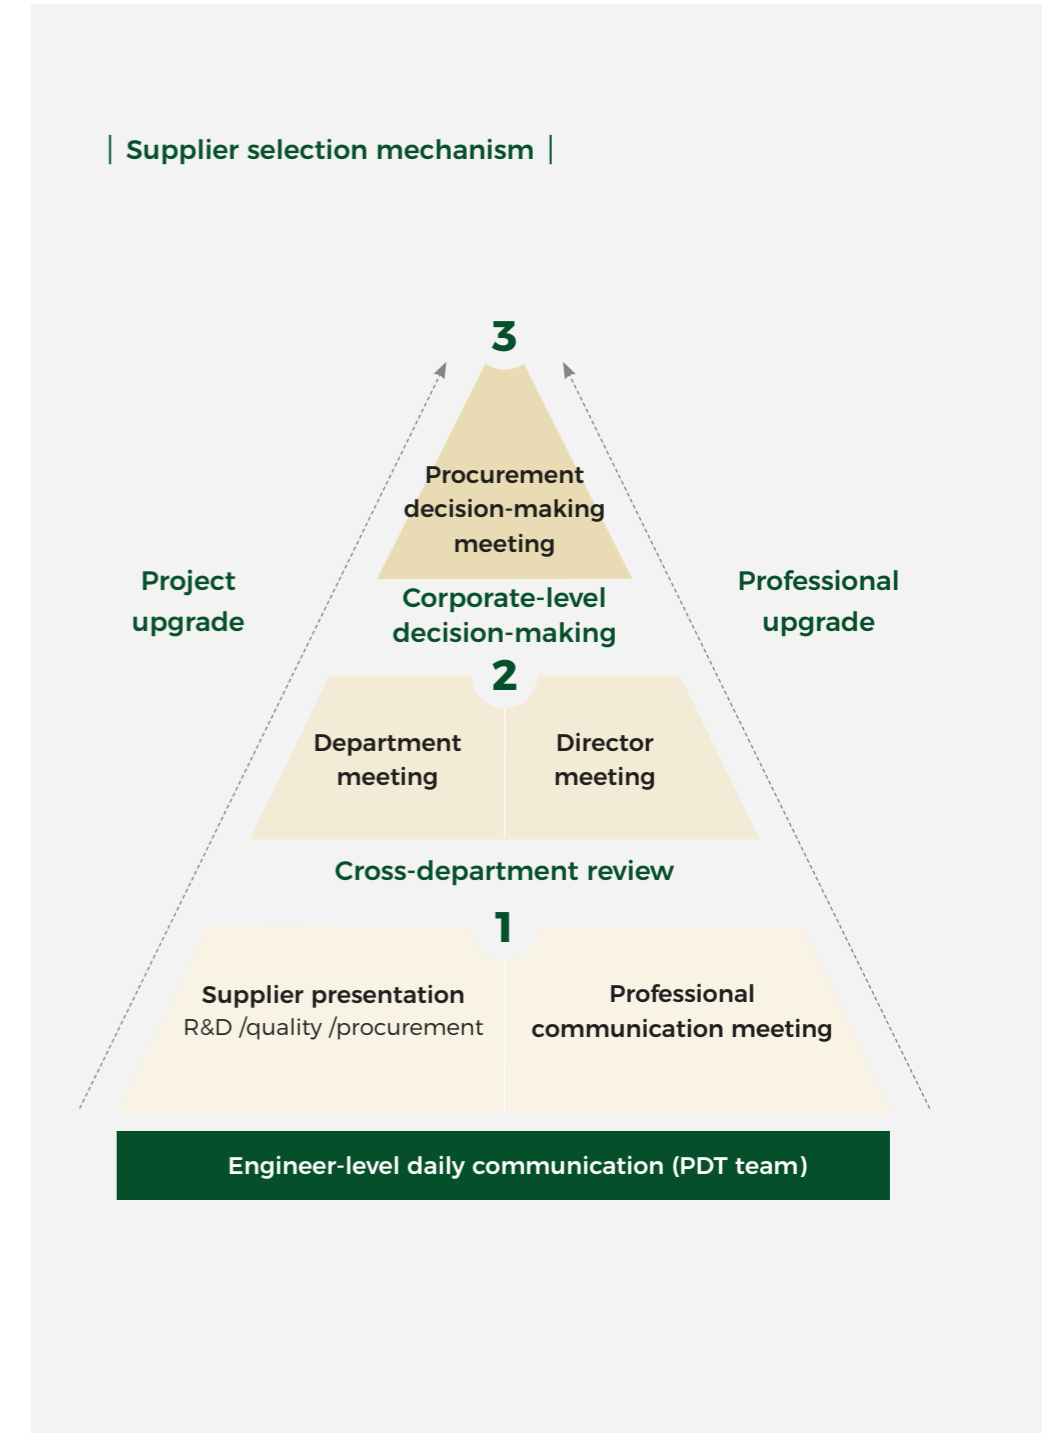 Supplier selection mechanism
3
Procurement
decision-making
meeting
Project
upgrade
Professional
upgrade
Corporate-level
decision-making
2
Department
meeting
Director
meeting
Cross-department review
1
Supplier presentation
R&D /quality /procurement
Professional
communication meeting
Engineer-level daily communication (PDT team)